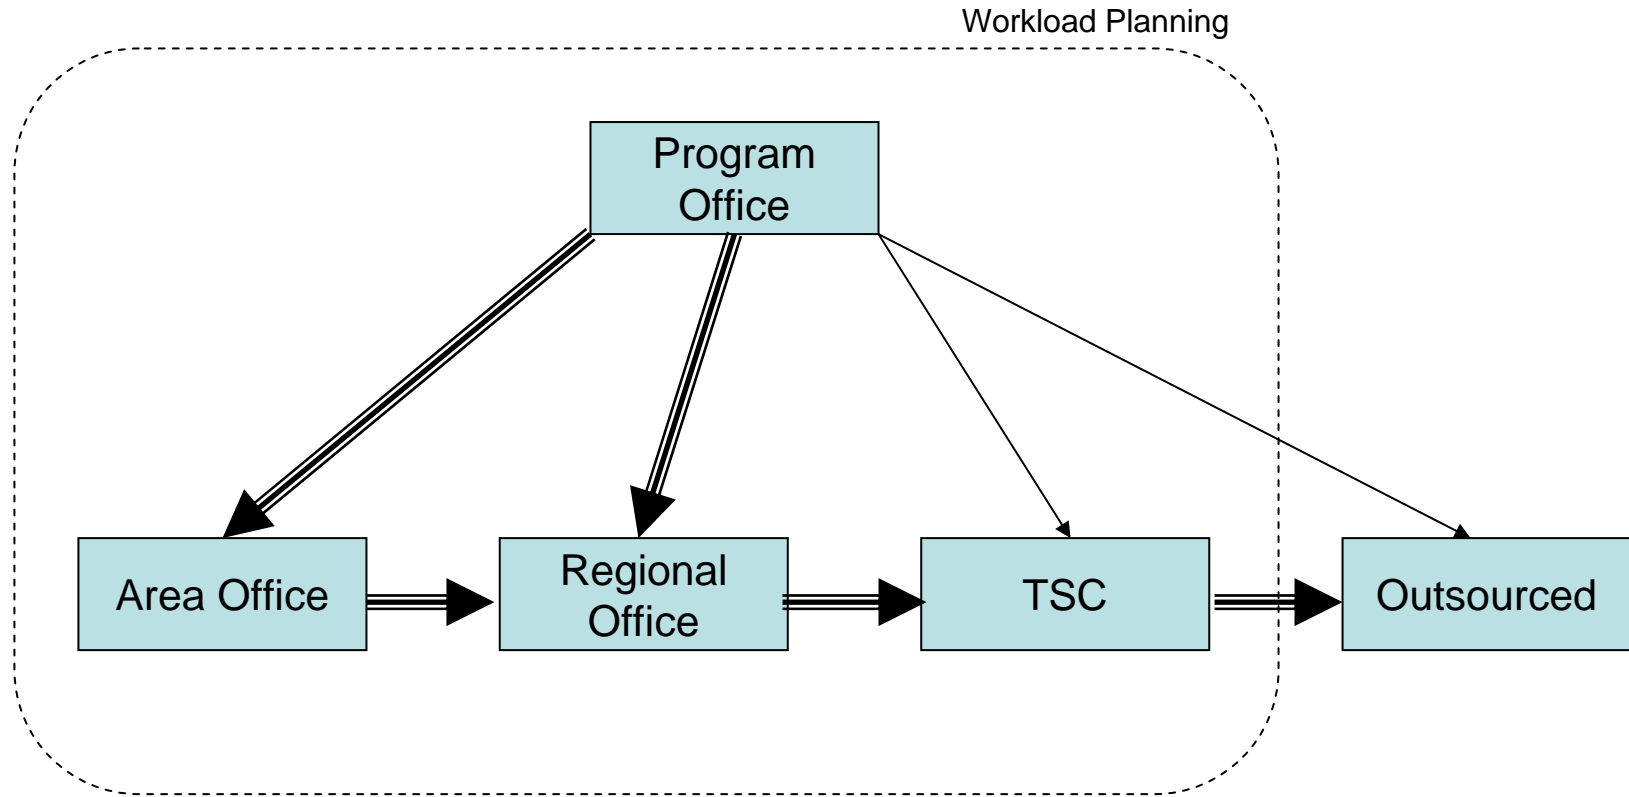 Workload Planning
Program
Office
Area Office
Regional
Office
TSC
Outsourced